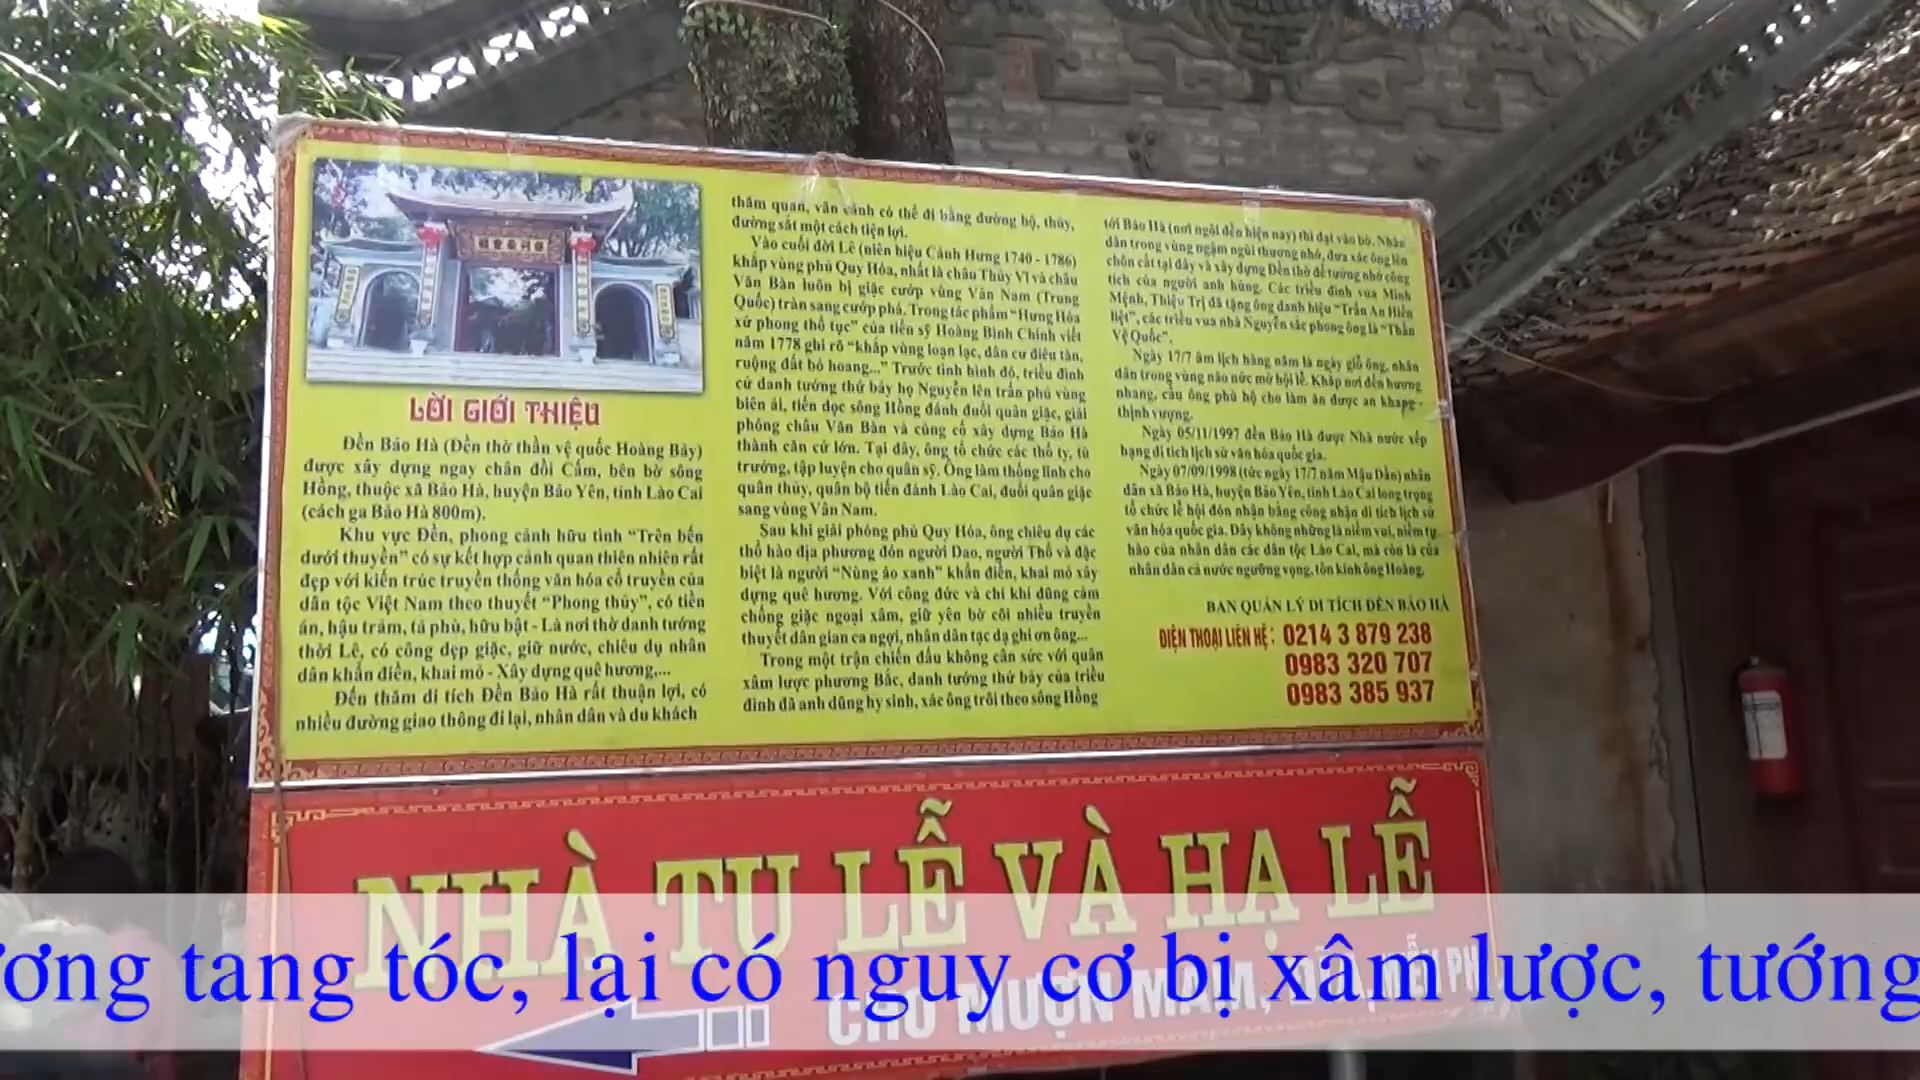 LỜI GIỚI THIỆU
Đền Bảo Hà (Đền thờ thần vệ quốc Hoàng Bảy)
được xây dựng ngay chân đồi Cấm, bên bờ sông
Hồng, thuộc xã Bảo Hà, huyện Bảo Yên, tỉnh Lào Cai
(cách ga Bảo Hà 800m).
Khu vực Đền, phong cảnh hữu tình “Trên bến
dưới thuyền” có sự kết hợp cảnh quan thiên nhiên rất
đẹp với kiến trúc truyền thống văn hóa cổ truyền của
dân tộc Việt Nam theo thuyết “Phong thủy”, có tiền
án, hậu trẩm, tả phù, hữu bật - Là nơi thờ danh tướng
thời Lê, có công dẹp giặc, giữ nước, chiêu dụ nhân
dân khẩn điền, khai mỏ - Xây dựng quê hương,...
Đến thăm di tích Đền Bảo Hà rất thuận lợi, có
nhiều đường giao thông đi lại, nhân dân và du khách
thăm quan, vãn cảnh có thể đi bằng đường bộ, thủy,
đường sắt một cách tiện lợi.
Vào cuối đời Lê (niên hiệu Cảnh Hưng 1740 - 1786)
khắp vùng phủ Quy Hóa, nhất là châu Thủy Vĩ và châu
Văn Bàn luôn bị giặc cướp vùng Vân Nam (Trung
Quốc) tràn sang cướp phá. Trong tác phẩm “Hưng Hóa
xứ phong thổ tục” của tiến sỹ Hoàng Bình Chính viết
năm 1778 ghi rõ “khắp vùng loạn lạc, dân cư điêu tàn,
ruộng đất bỏ hoang...” Trước tình hình đó, triều đình
cử danh tướng thứ bảy họ Nguyễn lên trấn phủ vùng
biên ải, tiến dọc sông Hồng đánh đuổi quân giặc, giải
phóng châu Văn Bàn và củng cố xây dựng Bảo Hà
thành căn cứ lớn. Tại đây, ông tổ chức các thổ ty, tù
trưởng, tập luyện cho quân sỹ. Ông làm thống lĩnh cho
quân thủy, quân bộ tiến đánh Lào Cai, đuổi quân giặc
sang vùng Vân Nam.
Sau khi giải phóng phủ Quy Hóa, ông chiêu dụ các
thổ hào địa phương đón người Dao, người Thổ và đặc
biệt là người “Nùng áo xanh” khẩn điền, khai mỏ xây
dựng quê hương. Với công đức và chí khí dũng cảm
chống giặc ngoại xâm, giữ yên bờ cõi nhiều truyền
thuyết dân gian ca ngợi, nhân dân tạc dạ ghi ơn ông...
Trong một trận chiến đấu không cân sức với quân
xâm lược phương Bắc, danh tướng thứ bảy của triều
đình đã anh dũng hy sinh, xác ông trôi theo sông Hồng
tới Bảo Hà (nơi ngôi đền hiện nay) thì dạt vào bờ. Nhân
dân trong vùng ngậm ngùi thương nhớ, đưa xác ông lên
chôn cất tại đây và xây dựng Đền thờ để tưởng nhớ công
tích của người anh hùng. Các triều đình vua Minh
Mệnh, Thiệu Trị đã tặng ông danh hiệu “Trấn An Hiển
liệt”, các triều vua nhà Nguyễn sắc phong ông là “Thần
Vệ Quốc”.
Ngày 17/7 âm lịch hàng năm là ngày giỗ ông, nhân
dân trong vùng náo nức mở hội lễ. Khắp nơi đến hương
nhang, cầu ông phù hộ cho làm ăn được an khang -
thịnh vượng.
Ngày 05/11/1997 đền Bảo Hà được Nhà nước xếp
hạng di tích lịch sử văn hóa quốc gia.
Ngày 07/09/1998 (tức ngày 17/7 năm Mậu Dần) nhân
dân xã Bảo Hà, huyện Bảo Yên, tỉnh Lào Cai long trọng
tổ chức lễ hội đón nhận bằng công nhận di tích lịch sử
văn hóa quốc gia. Đây không những là niềm vui, niềm tự
hào của nhân dân các dân tộc Lào Cai, mà còn là của
nhân dân cả nước ngưỡng vọng, tôn kính ông Hoàng.
BAN QUẢN LÝ DI TÍCH ĐỀN BẢO HÀ
ĐIỆN THOẠI LIÊN HỆ: 0214 3 879 238
0983 320 707
0983 385 937
NHÀ TU LỄ VÀ HẠ LỄ
CHO MƯỢN MÂM, MIỄN PHÍ
ương tang tóc, lại có nguy cơ bị xâm lược, tướng